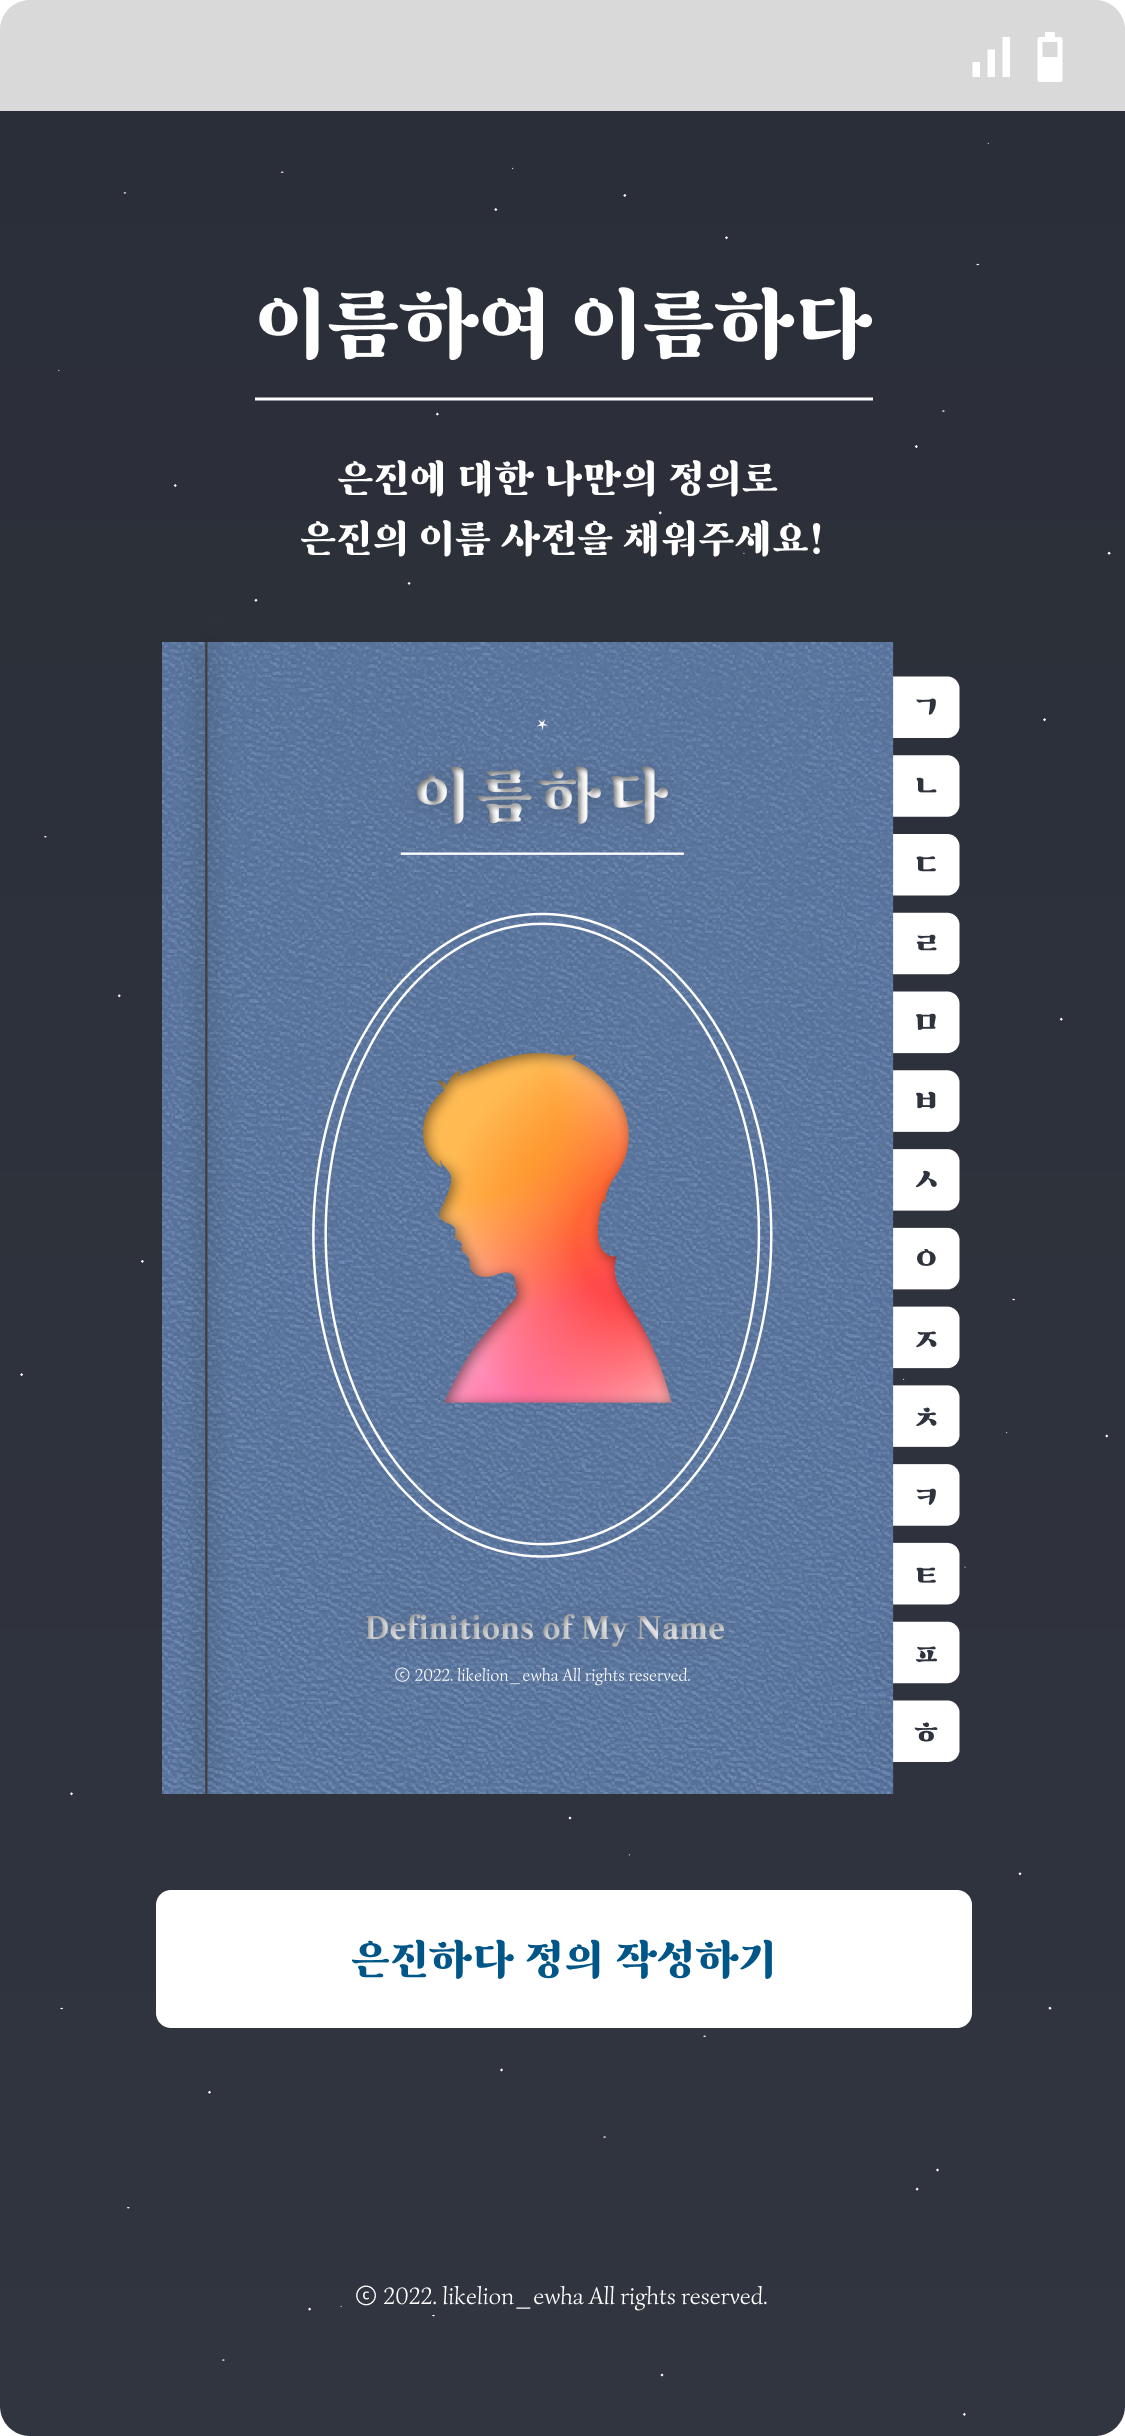 이름하여 이름하다
은진에 대한 나만의 정의로
은진의 이름 사전을 채워주세요!
이름하다
ㄱ
ㄴ
ㄷ
ㄹ
ㅁ
ㅂ
ㅅ
ㅇ
ㅈ
ㅊ
ㅋ
ㅌ
ㅍ
ㅎ
Definitions of My Name
© 2022. likelion_ewha All rights reserved.
은진하다 정의 작성하기
© 2022. likelion_ewha All rights reserved.